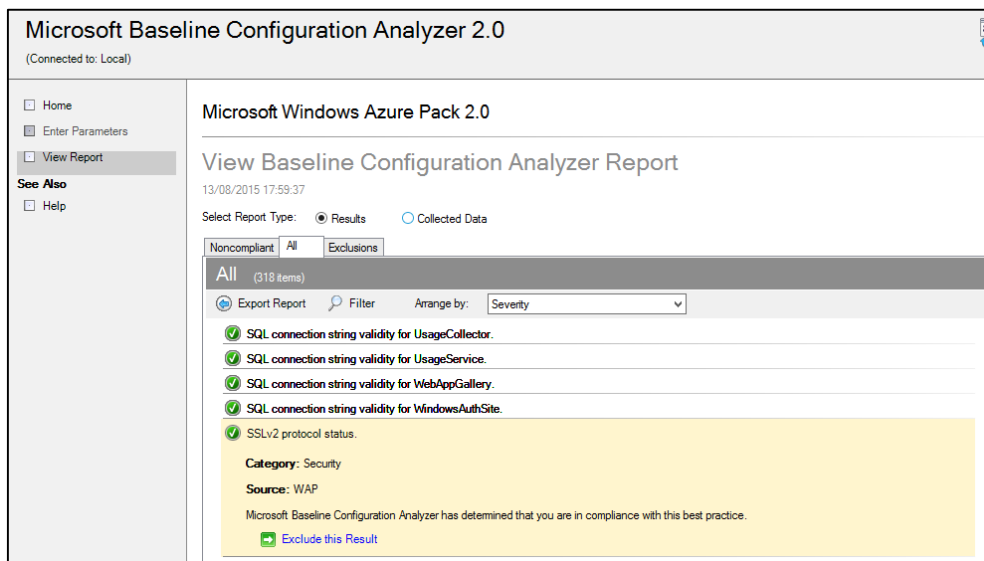 Microsoft Baseline Configuration Analyzer 2.0
(Connected to: Local)
Home
Enter Parameters
View Report
See Also
Help
Microsoft Windows Azure Pack 2.0
View Baseline Configuration Analyzer Report
13/08/2015 17:59:37
Select Report Type: Results Collected Data
Noncompliant All Exclusions
All (318 items)
Export Report Filter Arrange by: Severity
SQL connection string validity for UsageCollector.
SQL connection string validity for UsageService.
SQL connection string validity for WebAppGallery.
SQL connection string validity for WindowsAuthSite.
SSLv2 protocol status.
Category: Security
Source: WAP
Microsoft Baseline Configuration Analyzer has determined that you are in compliance with this best practice.
Exclude this Result